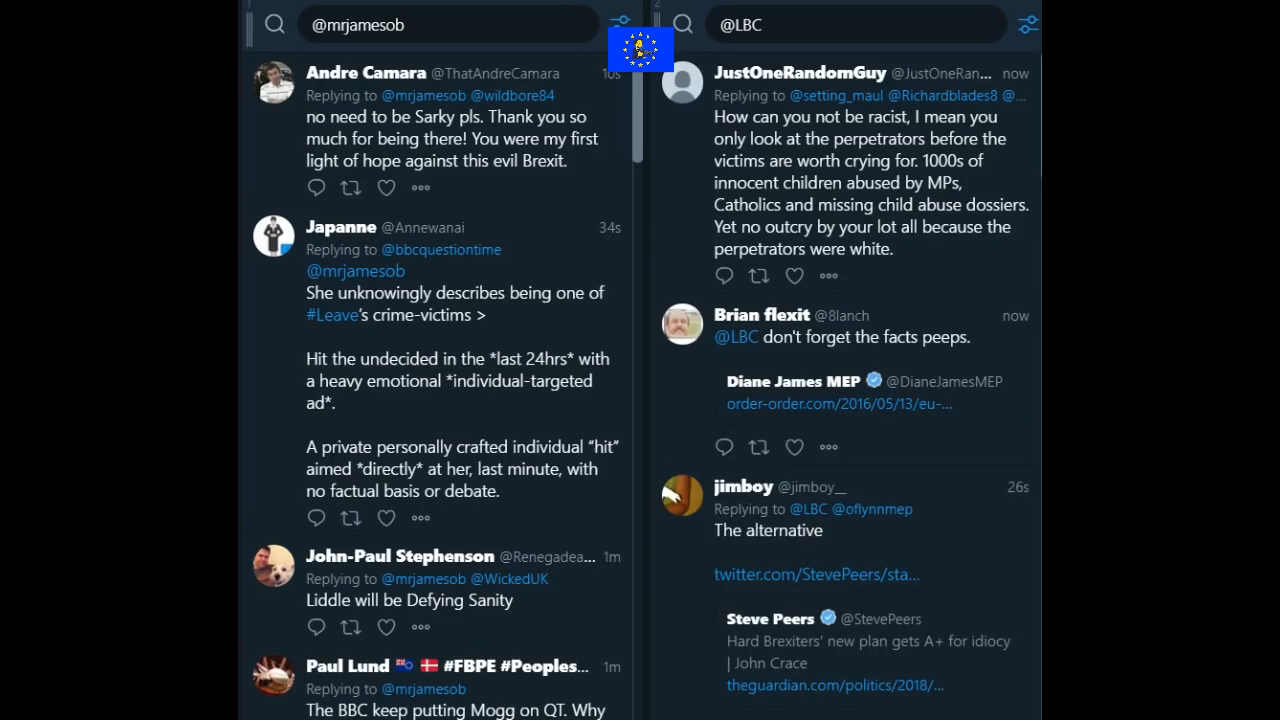 1
@mrjamesob
Andre Camara @ThatAndreCamara 10s
Replying to @mrjamesob @wildbore84
no need to be Sarky pls. Thank you so
much for being there! You were my first
light of hope against this evil Brexit.
Japanne @Annewanai 34s
Replying to @bbcquestiontime
@mrjamesob
She unknowingly describes being one of
#Leave's crime-victims >
Hit the undecided in the *last 24hrs* with
a heavy emotional *individual-targeted
ad*.
A private personally crafted individual “hit”
aimed *directly* at her, last minute, with
no factual basis or debate.
John-Paul Stephenson @Renegadea... 1m
Replying to @mrjamesob @WickedUK
Liddle will be Defying Sanity
Paul Lund #FBPE #Peoples... 1m
Replying to @mrjamesob
The BBC keep putting Mogg on QT. Why
2
@LBC
JustOneRandomGuy @JustOneRan... now
Replying to @setting_maul @Richardblades8 @...
How can you not be racist, I mean you
only look at the perpetrators before the
victims are worth crying for. 1000s of
innocent children abused by MPs,
Catholics and missing child abuse dossiers.
Yet no outcry by your lot all because the
perpetrators were white.
Brian flexit @8lanch now
@LBC don't forget the facts peeps.
Diane James MEP @DianeJamesMEP
order-order.com/2016/05/13/eu-...
jimboy @jimboy__ 26s
Replying to @LBC @oflynnmep
The alternative
twitter.com/StevePeers/sta...
Steve Peers @StevePeers
Hard Brexiters’ new plan gets A+ for idiocy
| John Crace
theguardian.com/politics/2018/...